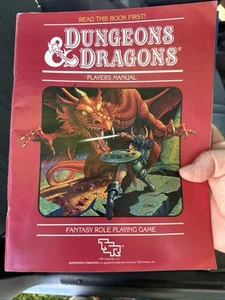 READ THIS BOOK FIRST!
DUNGEONS
& DRAGONS®
PLAYERS MANUAL
FANTASY ROLE PLAYING GAME
TSR